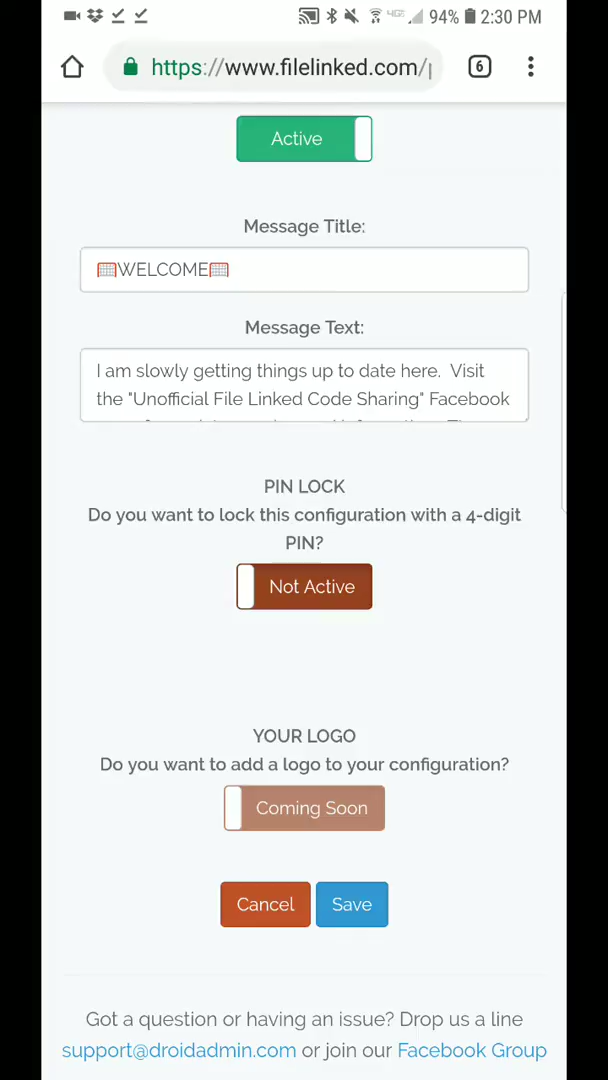 94% 2:30 PM
https://www.filelinked.com/p
6
Active
Message Title:
🥅WELCOME🥅
Message Text:
I am slowly getting things up to date here. Visit
the "Unofficial File Linked Code Sharing" Facebook
PIN LOCK
Do you want to lock this configuration with a 4-digit
PIN?
Not Active
YOUR LOGO
Do you want to add a logo to your configuration?
Coming Soon
Cancel Save
Got a question or having an issue? Drop us a line
support@droidadmin.com or join our Facebook Group